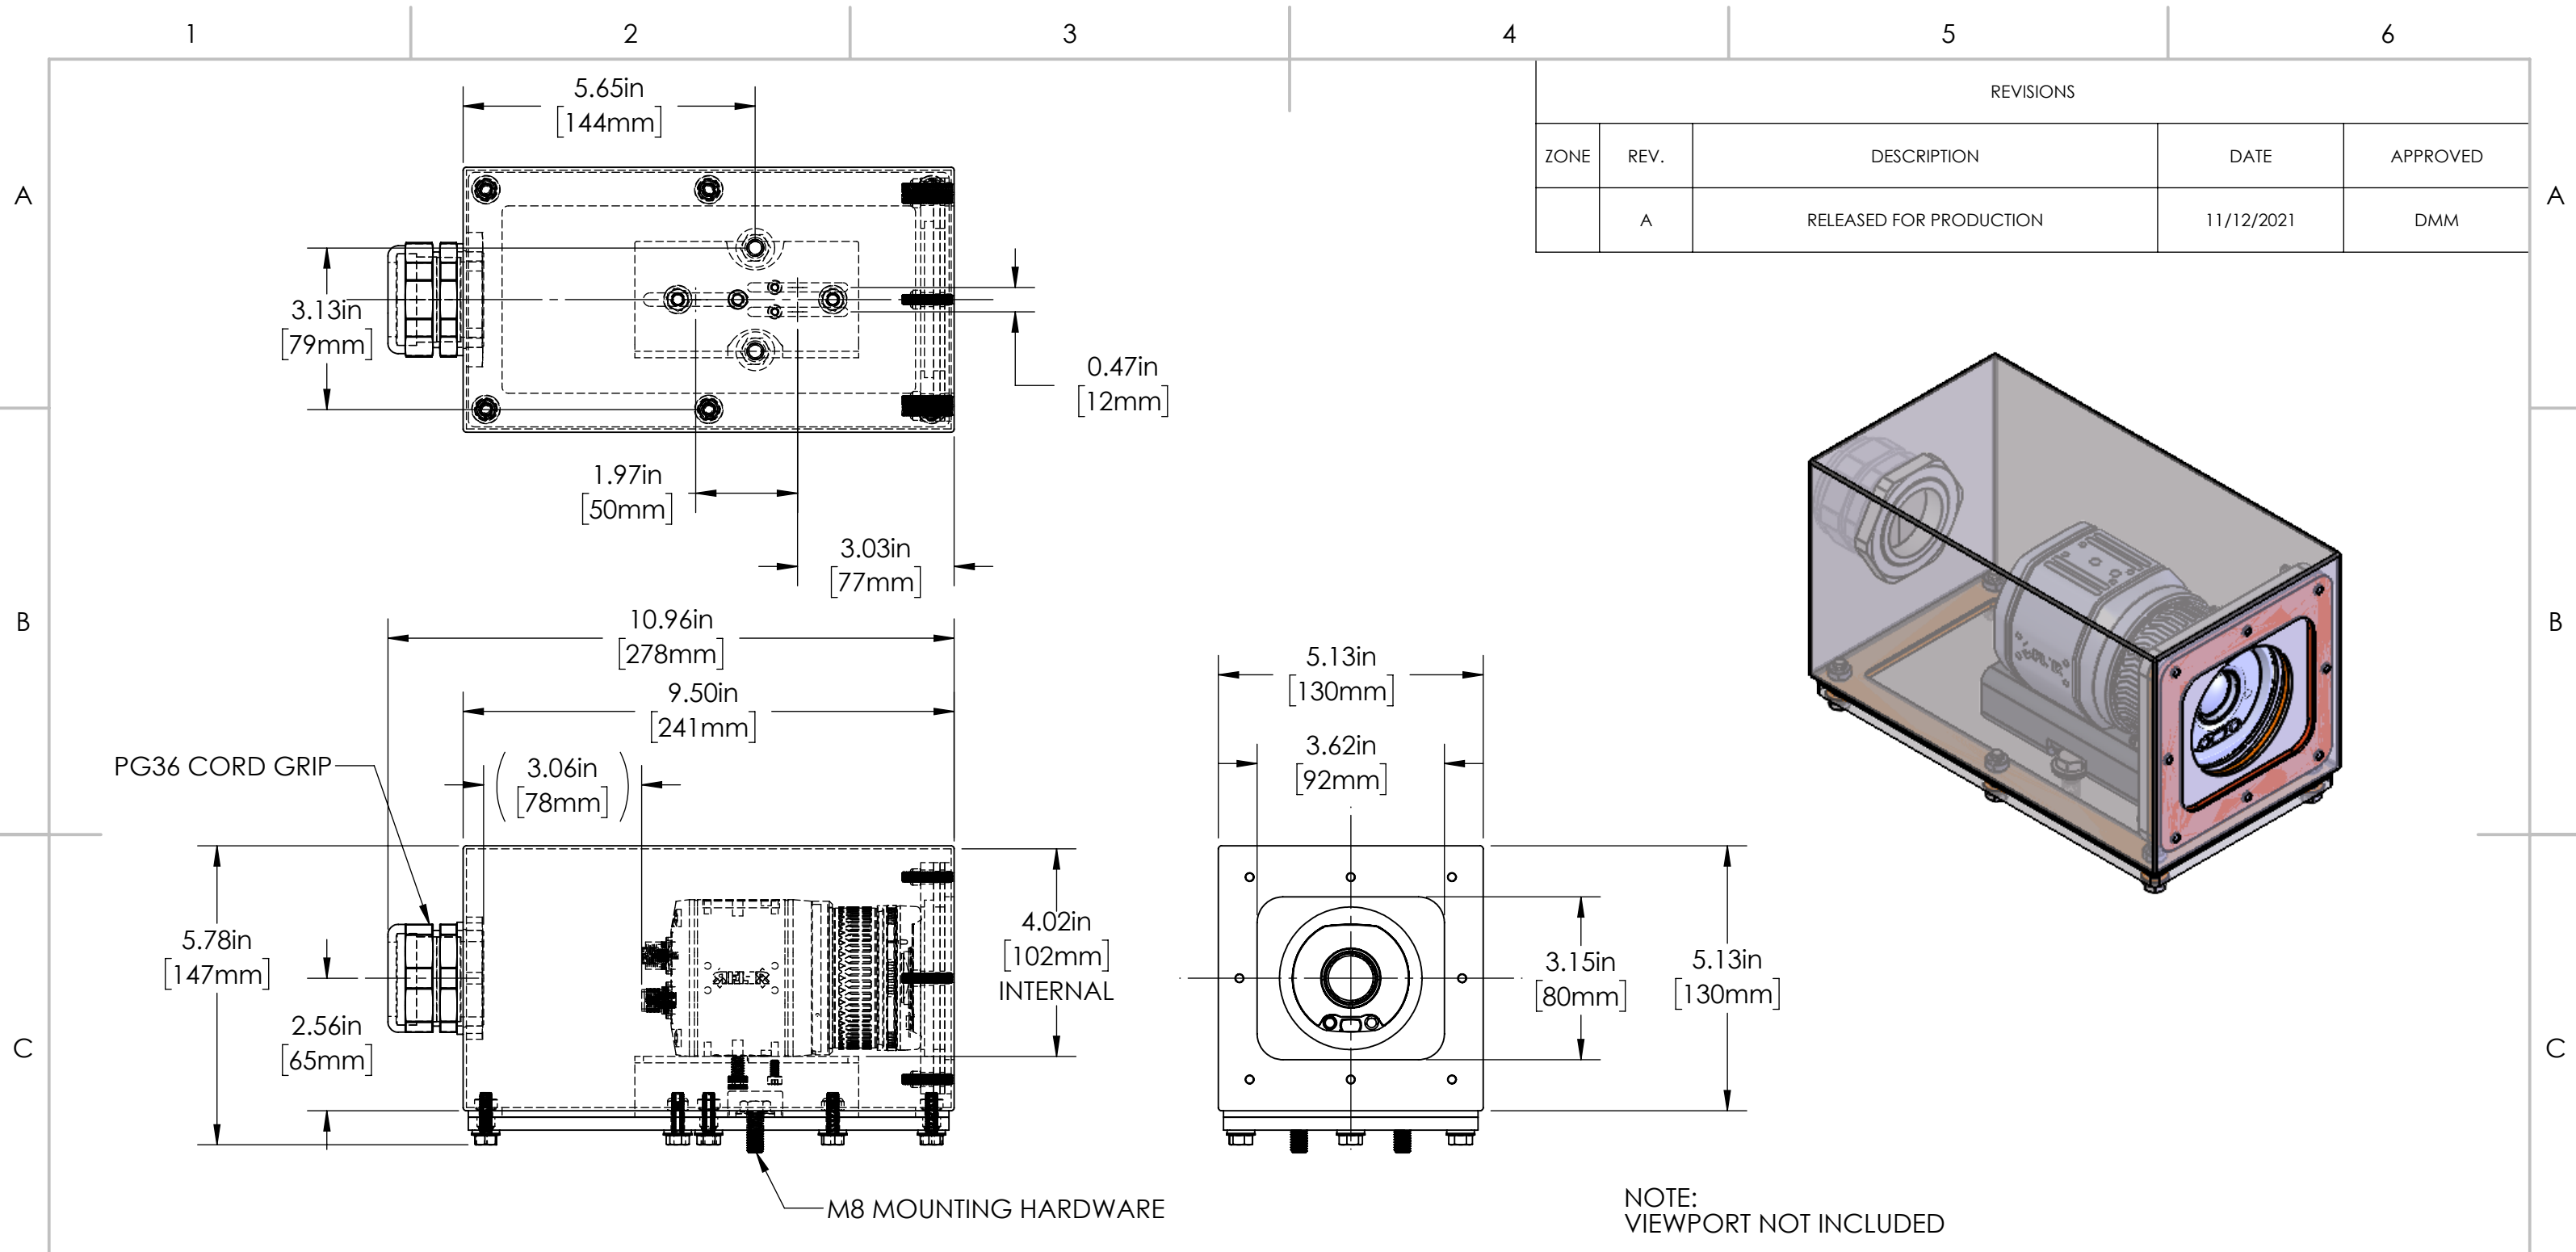 1 2 3 4 5 6
REVISIONS
ZONE REV. DESCRIPTION DATE APPROVED
A RELEASED FOR PRODUCTION 11/12/2021 DMM
A A
5.65in
[144mm]
3.13in
[79mm]
0.47in
[12mm]
1.97in
[50mm]
3.03in
[77mm]
B B
10.96in
[278mm]
9.50in
[241mm]
PG36 CORD GRIP
(3.06in
[78mm])
5.13in
[130mm]
3.62in
[92mm]
5.78in
[147mm]
2.56in
[65mm]
4.02in
[102mm]
INTERNAL
3.15in
[80mm]
5.13in
[130mm]
C C
M8 MOUNTING HARDWARE
NOTE:
VIEWPORT NOT INCLUDED